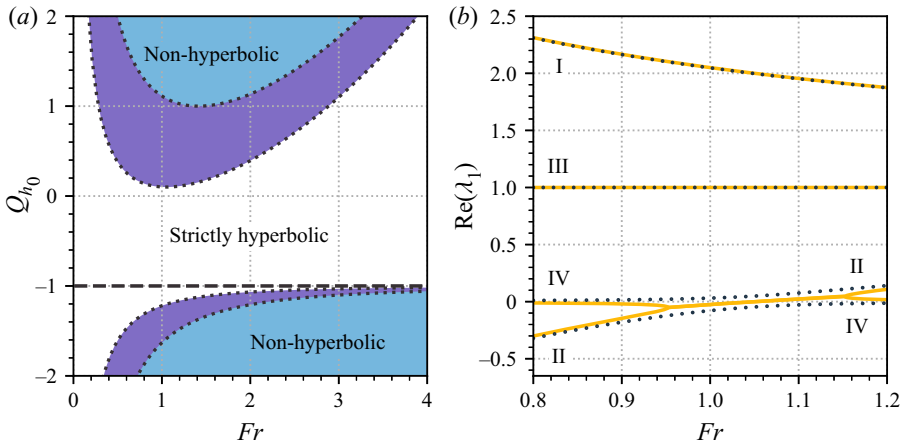 (a)
2
1
0
−1
−2
Q_{h_0}
Non-hyperbolic
Strictly hyperbolic
Non-hyperbolic
0 1 2 3 4
Fr
(b)
2.5
2.0
1.5
1.0
0.5
0
−0.5
Re(λ_1)
I
III
IV
II
II
IV
0.8 0.9 1.0 1.1 1.2
Fr